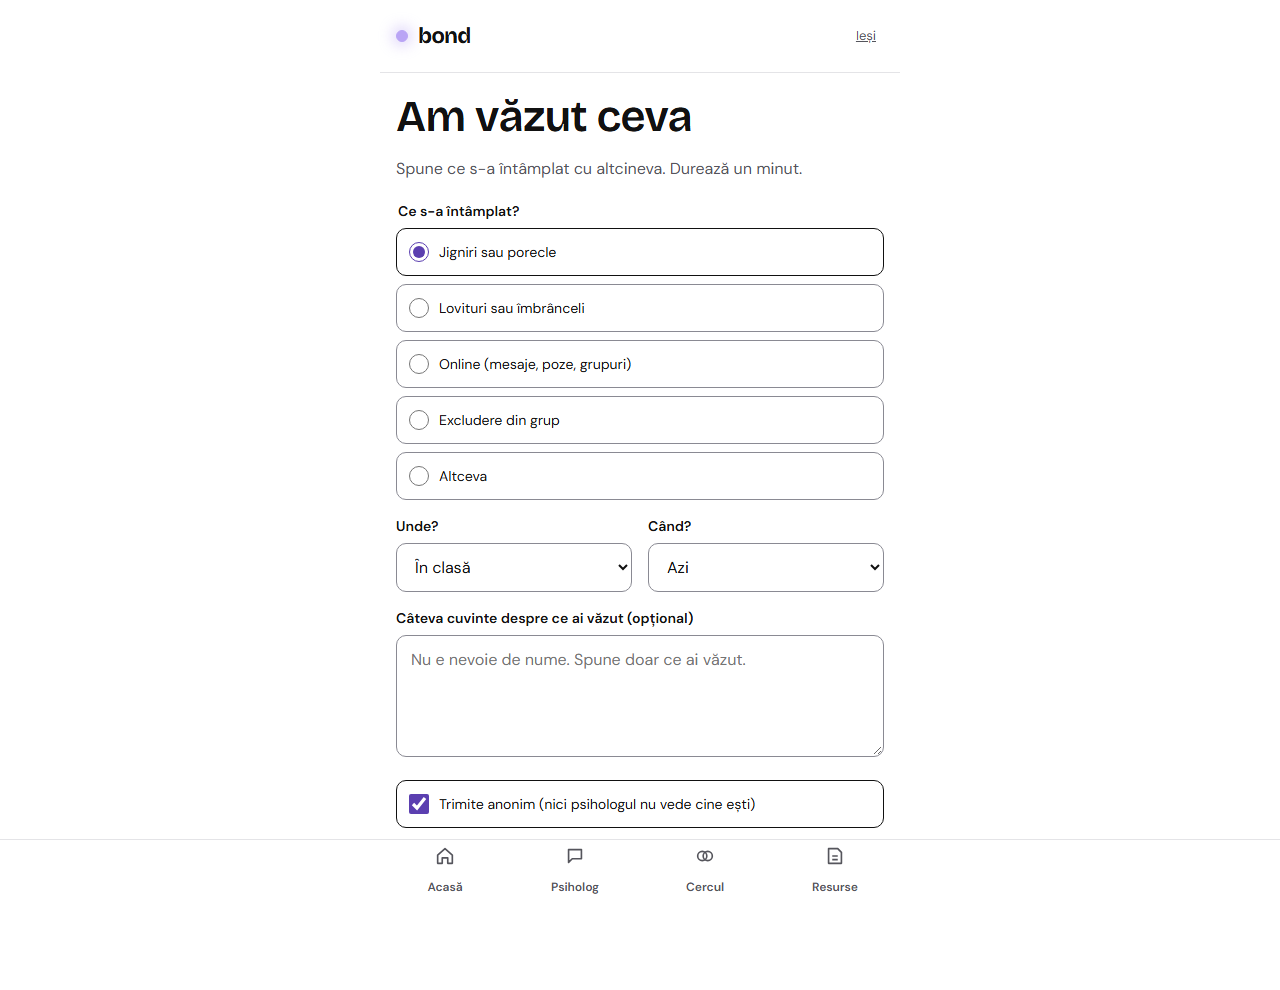 bond
Ieși
Am văzut ceva
Spune ce s-a întâmplat cu altcineva. Durează un minut.
Ce s-a întâmplat?
Jigniri sau porecle
Lovituri sau îmbrânceli
Online (mesaje, poze, grupuri)
Excludere din grup
Altceva
Unde?
Când?
În clasă
Azi
Câteva cuvinte despre ce ai văzut (opțional)
Nu e nevoie de nume. Spune doar ce ai văzut.
Trimite anonim (nici psihologul nu vede cine ești)
Acasă
Psiholog
Cercul
Resurse